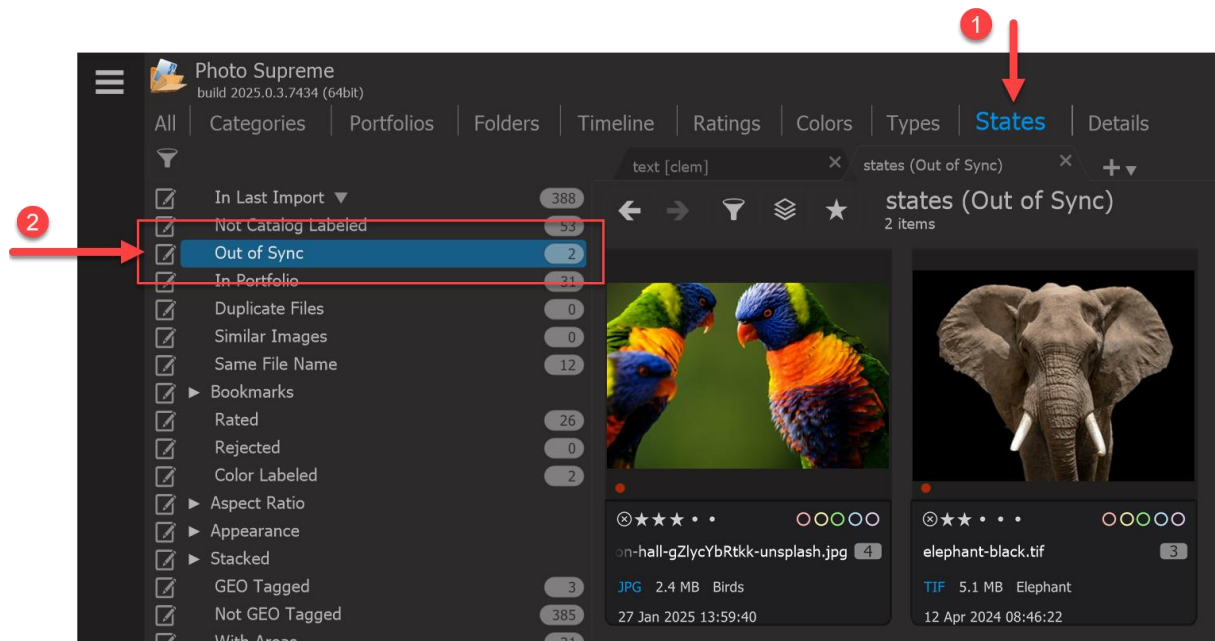 1
Photo Supreme
build 2025.0.3.7434 (64bit)
All Categories Portfolios Folders Timeline Ratings Colors Types States Details
text [clem] states (Out of Sync)
2
In Last Import 388
Not Catalog Labeled 53
Out of Sync 2
In Portfolio 31
Duplicate Files 0
Similar Images 0
Same File Name 12
Bookmarks
Rated 26
Rejected 0
Color Labeled 2
Aspect Ratio
Appearance
Stacked
GEO Tagged 3
Not GEO Tagged 385
With Areas 31
states (Out of Sync)
2 items
on-hall-gZlycYbRtkk-unsplash.jpg 4
JPG 2.4 MB Birds
27 Jan 2025 13:59:40
elephant-black.tif 3
TIF 5.1 MB Elephant
12 Apr 2024 08:46:22